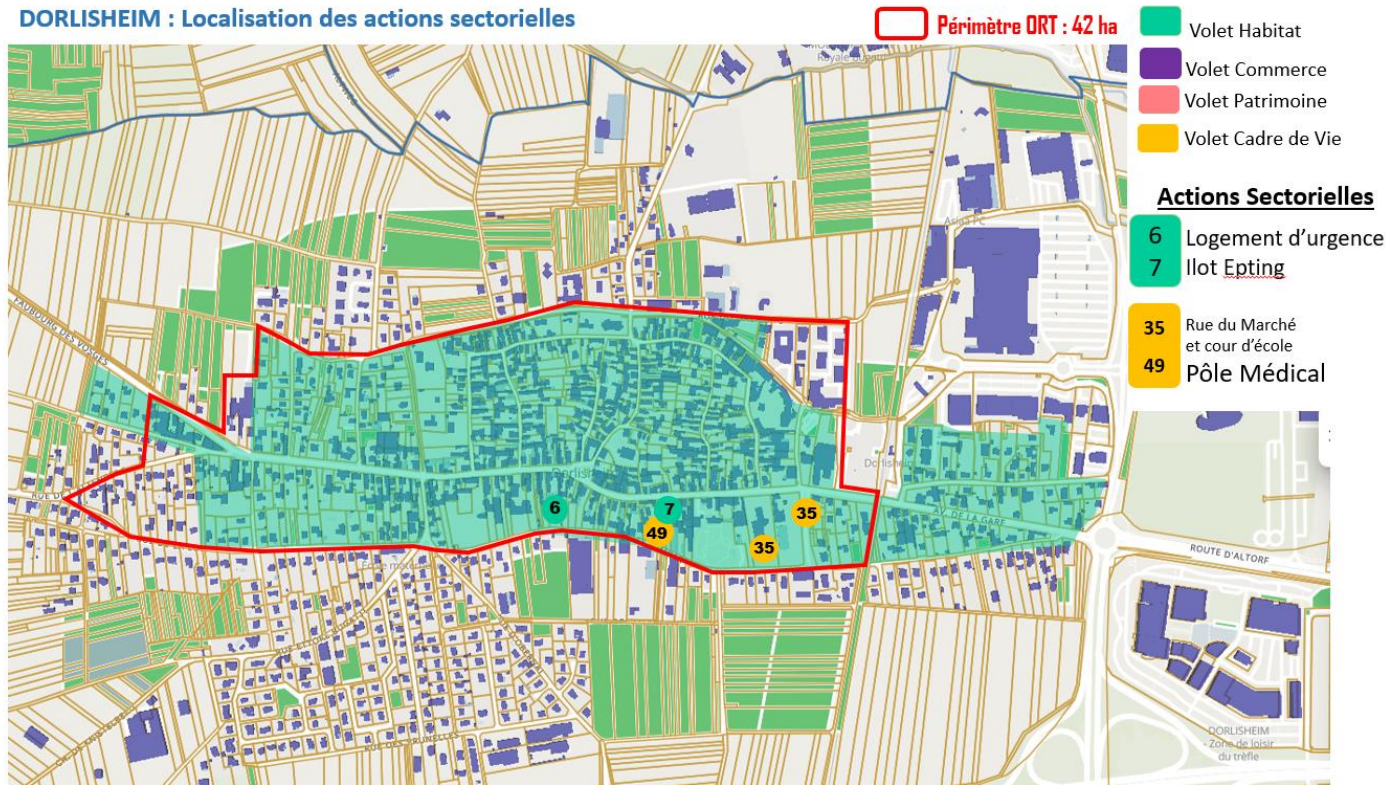 DORLISHEIM : Localisation des actions sectorielles
Périmètre ORT : 42 ha
Volet Habitat
Volet Commerce
Volet Patrimoine
Volet Cadre de Vie
Actions Sectorielles
6 Logement d'urgence
7 Ilot Epting
35 Rue du Marché
et cour d'école
49 Pôle Médical
FAUBOURG DES VOSGES
6
7
49
35
35
AV. DE LA GARE
ROUTE D'ALTORF
RUE DES PRUNELLES
DORLISHEIM
- Zone de loisir
du trèfle